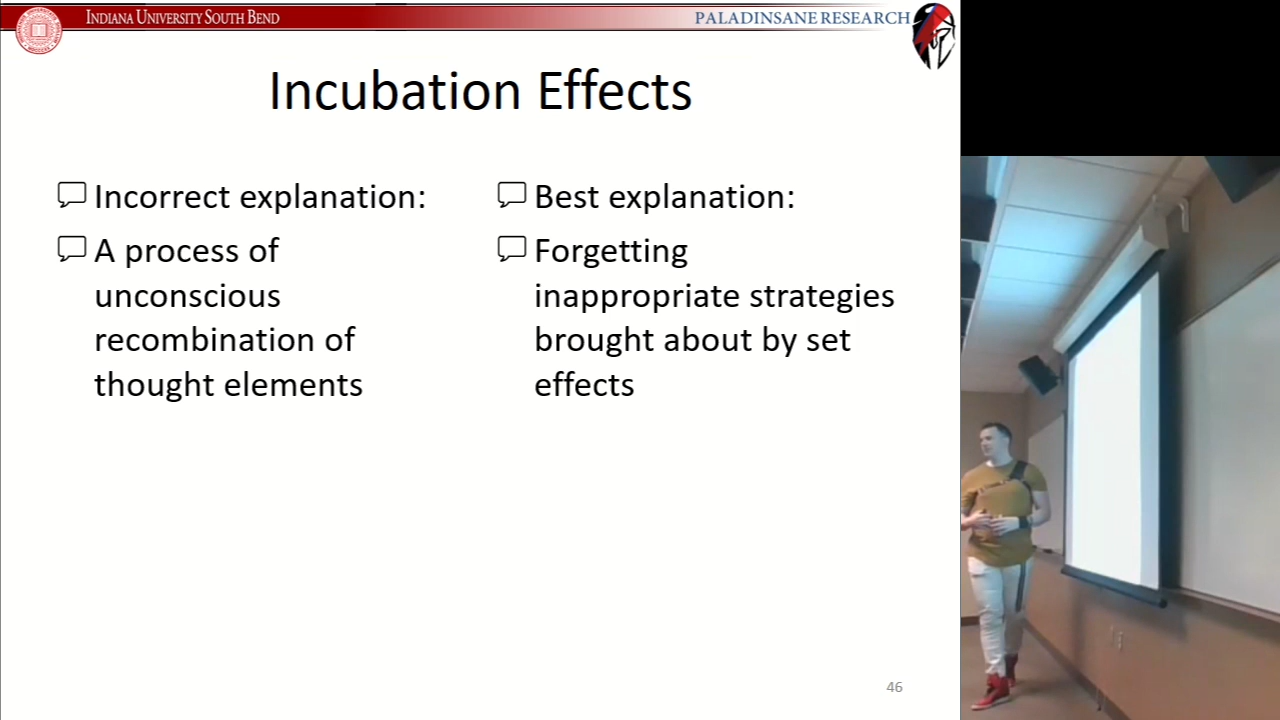 INDIANA UNIVERSITY SOUTH BEND
PALADINSANE RESEARCH
Incubation Effects
Incorrect explanation:
A process of
unconscious
recombination of
thought elements
Best explanation:
Forgetting
inappropriate strategies
brought about by set
effects
46